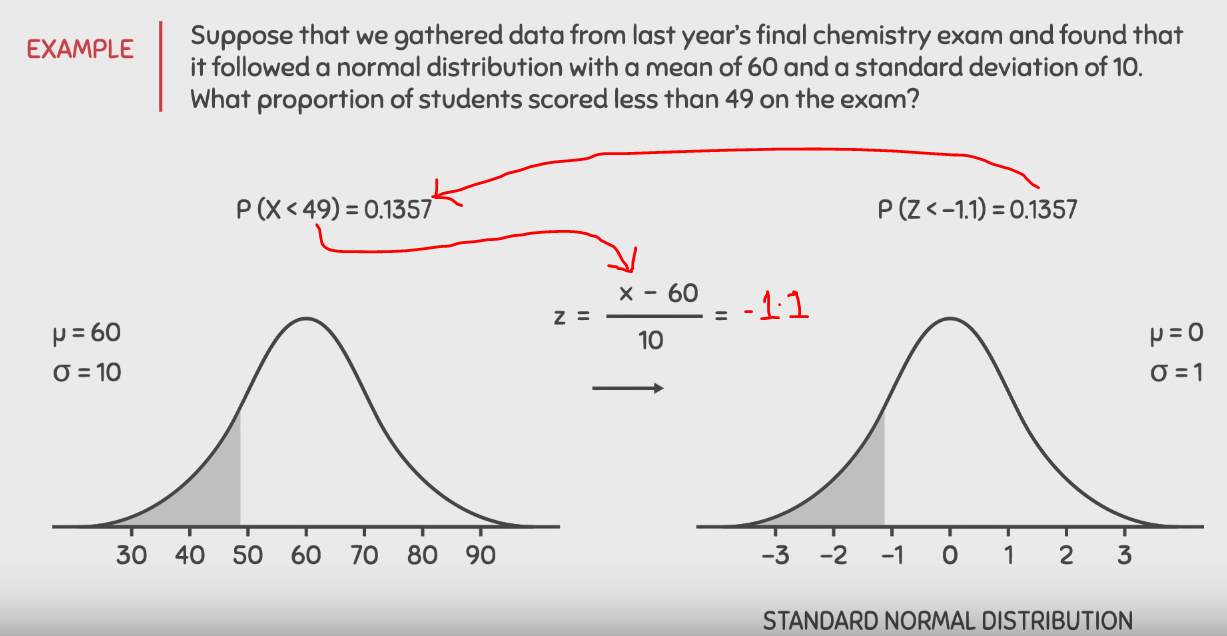 EXAMPLE
Suppose that we gathered data from last year's final chemistry exam and found that
it followed a normal distribution with a mean of 60 and a standard deviation of 10.
What proportion of students scored less than 49 on the exam?
P (X < 49) = 0.1357
P (Z < -1.1) = 0.1357
z = x - 60 / 10 = -1.1
μ = 60
σ = 10
μ = 0
σ = 1
30 40 50 60 70 80 90
-3 -2 -1 0 1 2 3
STANDARD NORMAL DISTRIBUTION